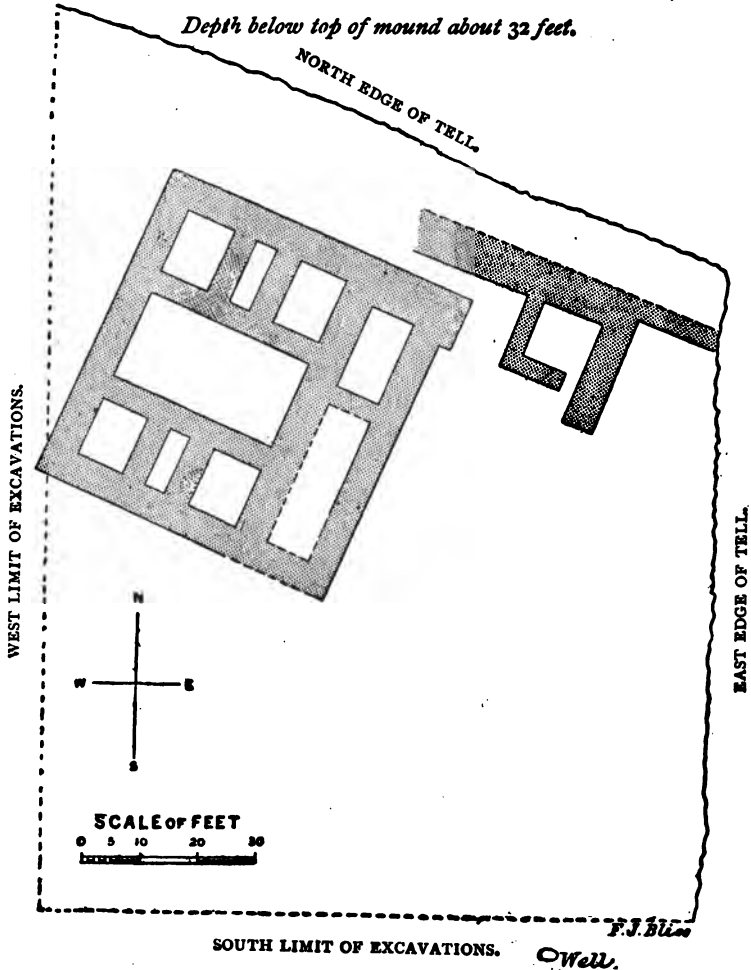 Depth below top of mound about 32 feet.
NORTH EDGE OF TELL.
WEST LIMIT OF EXCAVATIONS.
EAST EDGE OF TELL.
N
W E
S
SCALE OF FEET
0 5 10 20 30
F.J. Bliss
SOUTH LIMIT OF EXCAVATIONS.
Well.